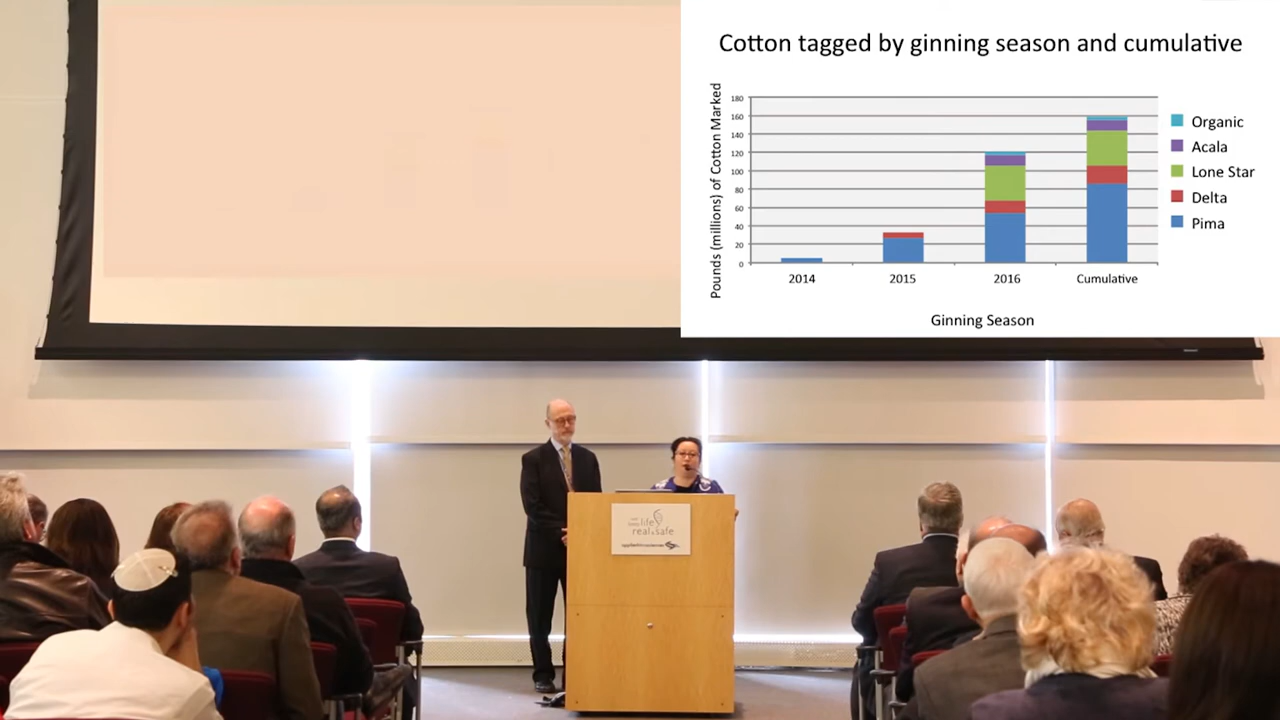 Cotton tagged by ginning season and cumulative
Pounds (millions) of Cotton Marked
180
160
140
120
100
80
60
40
20
0
2014
2015
2016
Cumulative
Ginning Season
Organic
Acala
Lone Star
Delta
Pima
life
real&safe